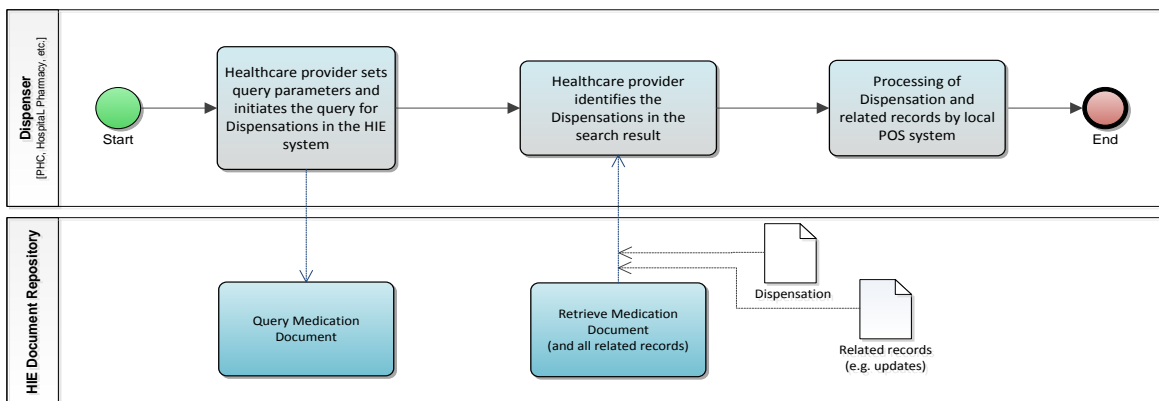 Dispenser
[PHC, HospitaL Pharmacy, etc.]
Start
Healthcare provider sets
query parameters and
initiates the query for
Dispensations in the HIE
system
Healthcare provider
identifies the
Dispensations in the
search result
Processing of
Dispensation and
related records by local
POS system
End
HIE Document Repository
Query Medication
Document
Retrieve Medication
Document
(and all related records)
Dispensation
Related records
(e.g. updates)